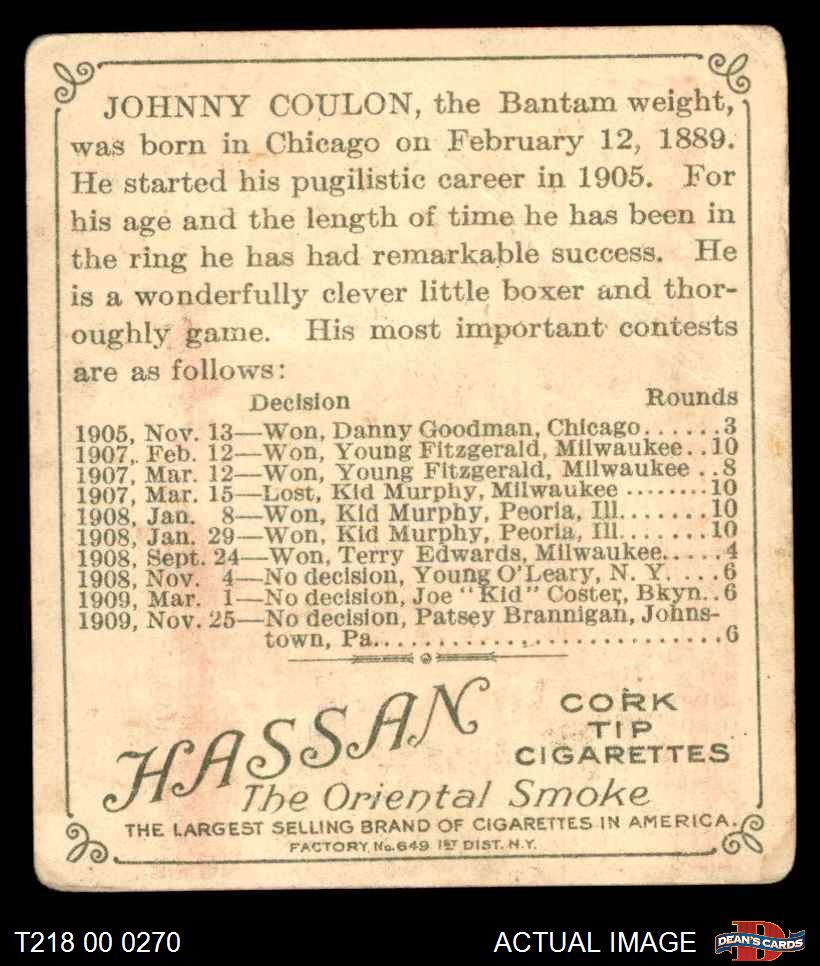 JOHNNY COULON, the Bantam weight,
was born in Chicago on February 12, 1889.
He started his pugilistic career in 1905. For
his age and the length of time he has been in
the ring he has had remarkable success. He
is a wonderfully clever little boxer and thor-
oughly game. His most important contests
are as follows:
Decision Rounds
1905, Nov. 13—Won, Danny Goodman, Chicago......3
1907, Feb. 12—Won, Young Fitzgerald, Milwaukee..10
1907, Mar. 12—Won, Young Fitzgerald, Milwaukee ..8
1907, Mar. 15—Lost, Kid Murphy, Milwaukee ........10
1908, Jan. 8—Won, Kid Murphy, Peoria, Ill.......10
1908, Jan. 29—Won, Kid Murphy, Peoria, Ill.......10
1908, Sept. 24—Won, Terry Edwards, Milwaukee.....4
1908, Nov. 4—No decision, Young O'Leary, N. Y....6
1909, Mar. 1—No decision, Joe "Kid" Coster, Bkyn..6
1909, Nov. 25—No decision, Patsey Brannigan, Johns-
town, Pa..........................6
HASSAN
CORK
TIP
CIGARETTES
The Oriental Smoke
THE LARGEST SELLING BRAND OF CIGARETTES IN AMERICA.
FACTORY No. 649 1ST DIST. N.Y.
T218 00 0270
ACTUAL IMAGE
DEAN'S CARDS